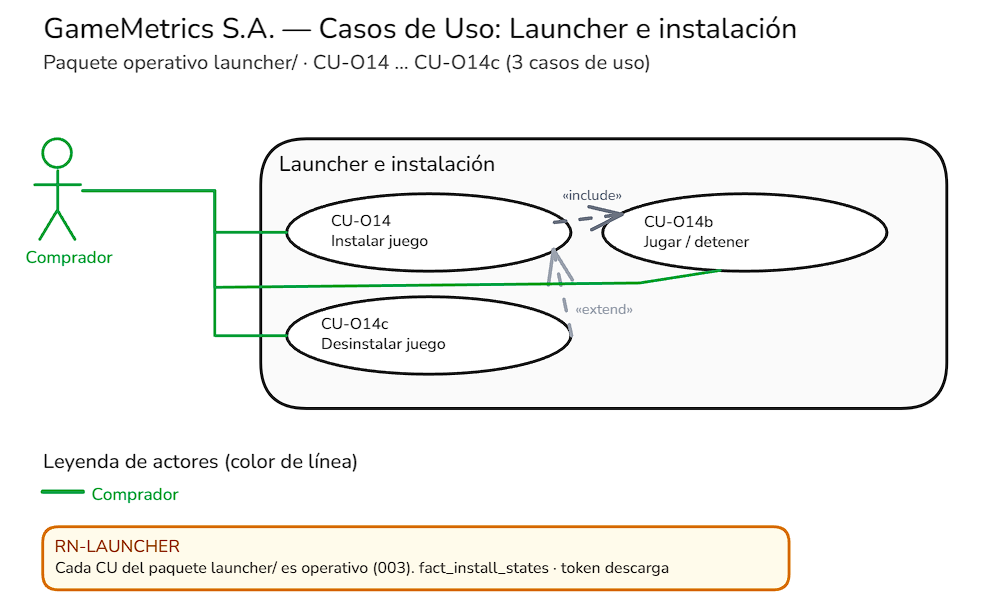 GameMetrics S.A. — Casos de Uso: Launcher e instalación
Paquete operativo launcher/ · CU-O14 ... CU-O14c (3 casos de uso)
Launcher e instalación
«include»
CU-O14
Instalar juego
CU-O14b
Jugar / detener
Comprador
«extend»
CU-O14c
Desinstalar juego
Leyenda de actores (color de línea)
Comprador
RN-LAUNCHER
Cada CU del paquete launcher/ es operativo (003). fact_install_states · token descarga